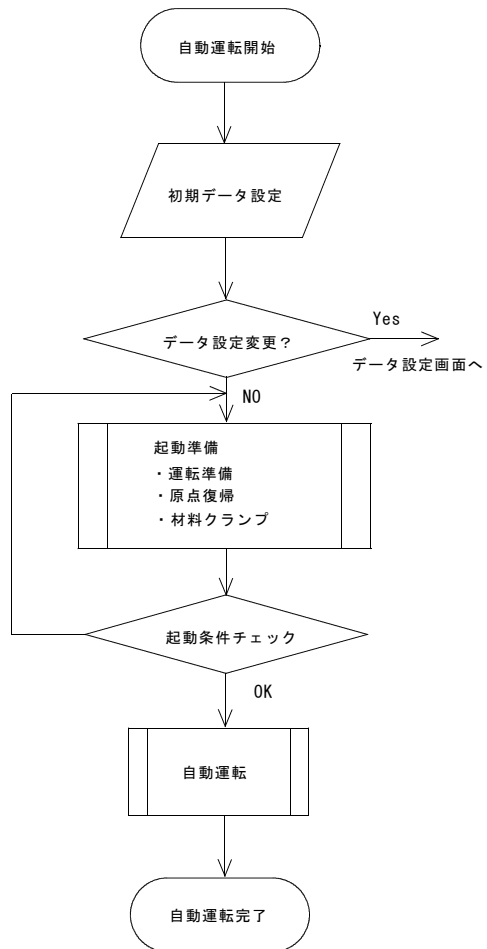 自動運転開始
初期データ設定
データ設定変更？
Yes
データ設定画面へ
NO
起動準備
・運転準備
・原点復帰
・材料クランプ
起動条件チェック
OK
自動運転
自動運転完了